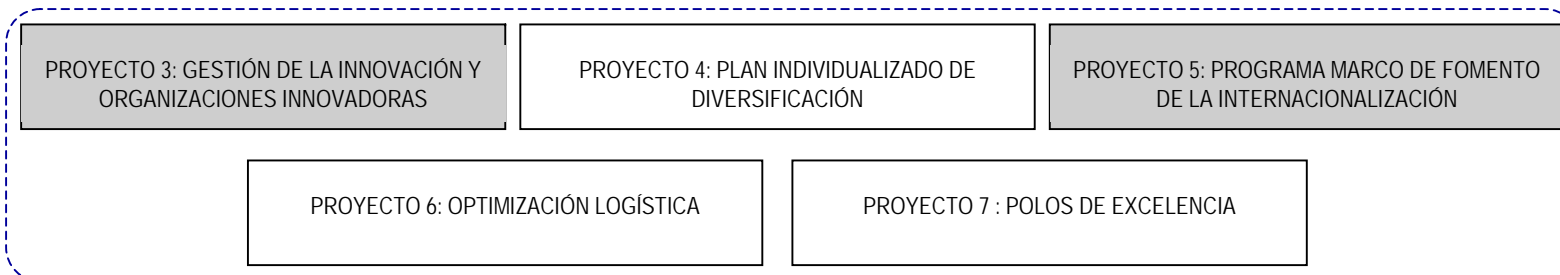 PROYECTO 3: GESTIÓN DE LA INNOVACIÓN Y
ORGANIZACIONES INNOVADORAS
PROYECTO 4: PLAN INDIVIDUALIZADO DE
DIVERSIFICACIÓN
PROYECTO 5: PROGRAMA MARCO DE FOMENTO
DE LA INTERNACIONALIZACIÓN
PROYECTO 6: OPTIMIZACIÓN LOGÍSTICA
PROYECTO 7 : POLOS DE EXCELENCIA